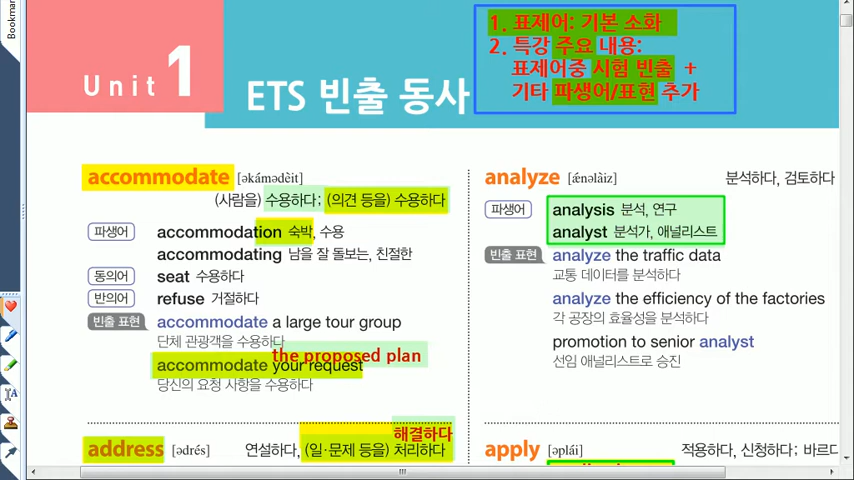 Bookmark
Unit 1
ETS 빈출 동사
1. 표제어: 기본 소화
2. 특강 주요 내용:
표제어중 시험 빈출 +
기타 파생어/표현 추가
accommodate [əkámədèit]
(사람을) 수용하다; (의견 등을) 수용하다
파생어 accommodation 숙박, 수용
accommodating 남을 잘 돌보는, 친절한
동의어 seat 수용하다
반의어 refuse 거절하다
빈출 표현 accommodate a large tour group
단체 관광객을 수용하다
the proposed plan
accommodate your request
당신의 요청 사항을 수용하다
해결하다
address [ədrés] 연설하다, (일·문제 등을) 처리하다
analyze [ǽnəlàiz] 분석하다, 검토하다
파생어 analysis 분석, 연구
analyst 분석가, 애널리스트
빈출 표현 analyze the traffic data
교통 데이터를 분석하다
analyze the efficiency of the factories
각 공장의 효율성을 분석하다
promotion to senior analyst
선임 애널리스트로 승진
apply [əplái] 적용하다, 신청하다; 바르다